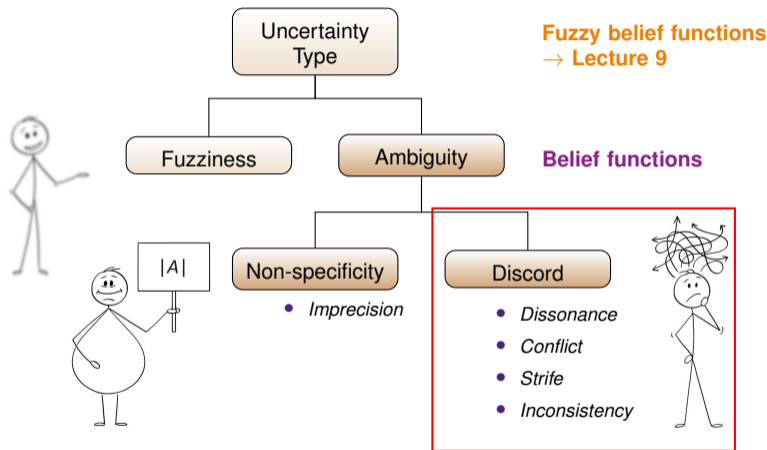 Uncertainty
Type
Fuzzy belief functions
→ Lecture 9
Fuzziness
Ambiguity
Belief functions
|A|
Non-specificity
• Imprecision
Discord
• Dissonance
• Conflict
• Strife
• Inconsistency